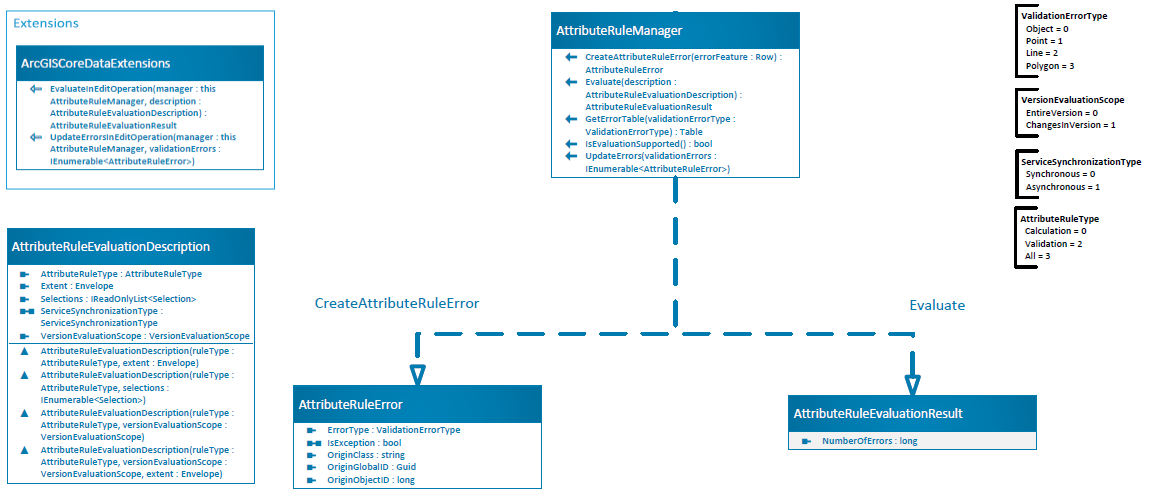 Extensions
ArcGISCoreDataExtensions
EvaluateInEditOperation(manager : this
AttributeRuleManager, description :
AttributeRuleEvaluationDescription) :
AttributeRuleEvaluationResult
UpdateErrorsInEditOperation(manager : this
AttributeRuleManager, validationErrors :
IEnumerable<AttributeRuleError>)
AttributeRuleManager
CreateAttributeRuleError(errorFeature : Row) :
AttributeRuleError
Evaluate(description :
AttributeRuleEvaluationDescription) :
AttributeRuleEvaluationResult
GetErrorTable(validationErrorType :
ValidationErrorType) : Table
IsEvaluationSupported() : bool
UpdateErrors(validationErrors :
IEnumerable<AttributeRuleError>)
ValidationErrorType
Object = 0
Point = 1
Line = 2
Polygon = 3
VersionEvaluationScope
EntireVersion = 0
ChangesInVersion = 1
ServiceSynchronizationType
Synchronous = 0
Asynchronous = 1
AttributeRuleType
Calculation = 0
Validation = 2
All = 3
AttributeRuleEvaluationDescription
AttributeRuleType : AttributeRuleType
Extent : Envelope
Selections : IReadOnlyList<Selection>
ServiceSynchronizationType :
ServiceSynchronizationType
VersionEvaluationScope : VersionEvaluationScope
AttributeRuleEvaluationDescription(ruleType :
AttributeRuleType, extent : Envelope)
AttributeRuleEvaluationDescription(ruleType :
AttributeRuleType, selections :
IEnumerable<Selection>)
AttributeRuleEvaluationDescription(ruleType :
AttributeRuleType, versionEvaluationScope :
VersionEvaluationScope)
AttributeRuleEvaluationDescription(ruleType :
AttributeRuleType, versionEvaluationScope :
VersionEvaluationScope, extent : Envelope)
CreateAttributeRuleError
Evaluate
AttributeRuleError
ErrorType : ValidationErrorType
IsException : bool
OriginClass : string
OriginGlobalID : Guid
OriginObjectID : long
AttributeRuleEvaluationResult
NumberOfErrors : long